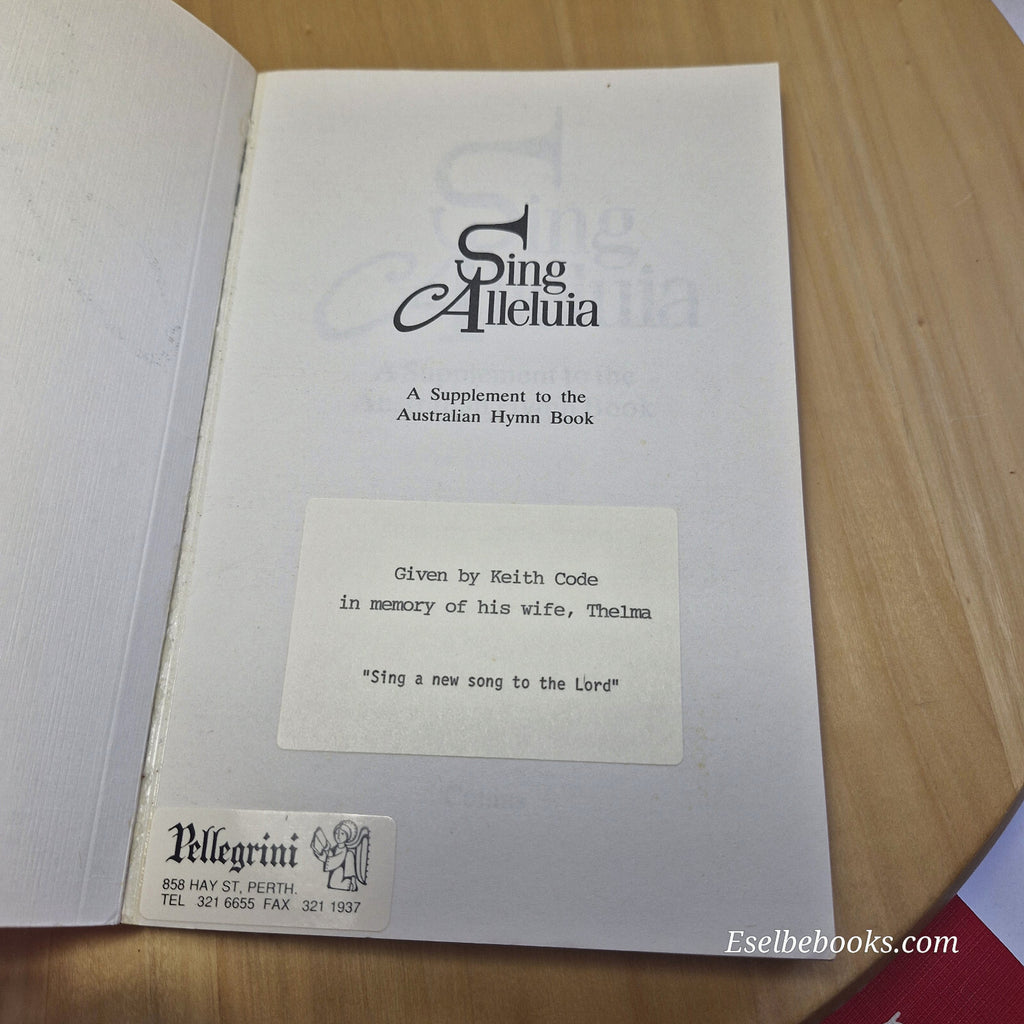 Sing
Alleluia
A Supplement to the
Australian Hymn Book
Given by Keith Code
in memory of his wife, Thelma
"Sing a new song to the Lord"
Pellegrini
858 HAY ST, PERTH.
TEL 321 6655 FAX 321 1937
Eselbebooks.com